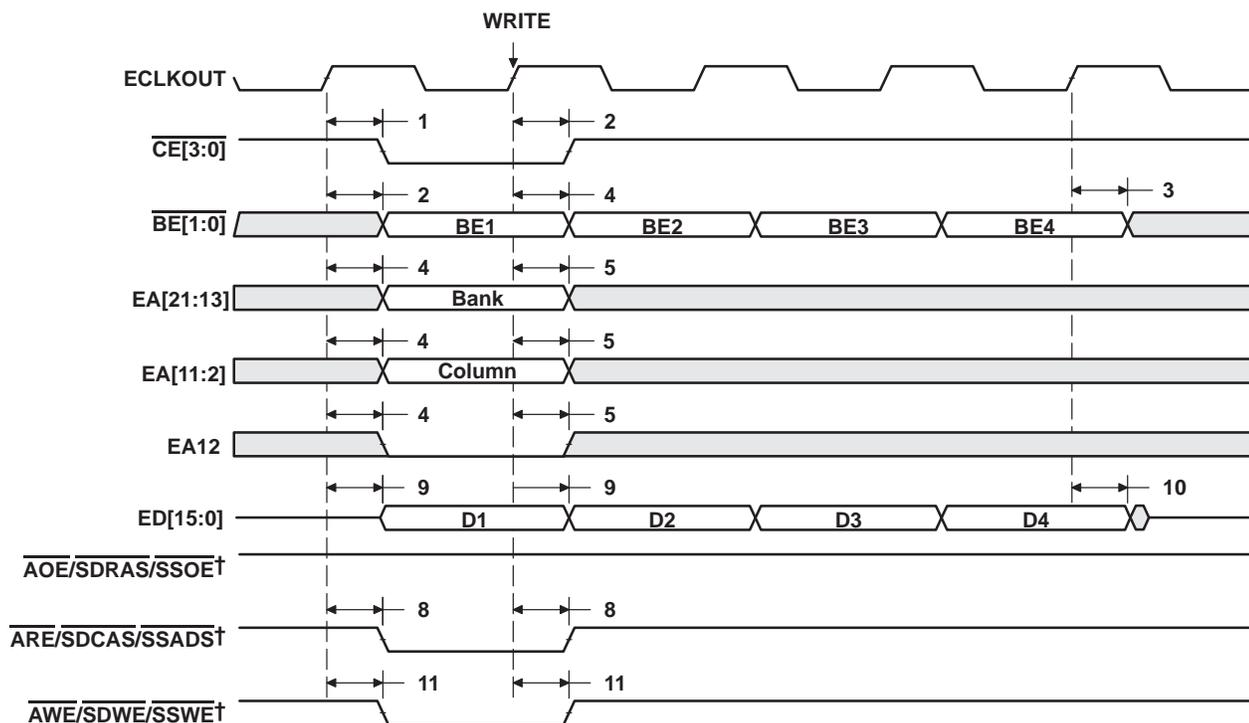 WRITE
ECLKOUT
1 2
CE[3:0]
2 4 3
BE[1:0] BE1 BE2 BE3 BE4
4 5
EA[21:13] Bank
4 5
EA[11:2] Column
4 5
EA12
9 9 10
ED[15:0] D1 D2 D3 D4
AOE/SDRAS/SSOE†
8 8
ARE/SDCAS/SSADS†
11 11
AWE/SDWE/SSWE†